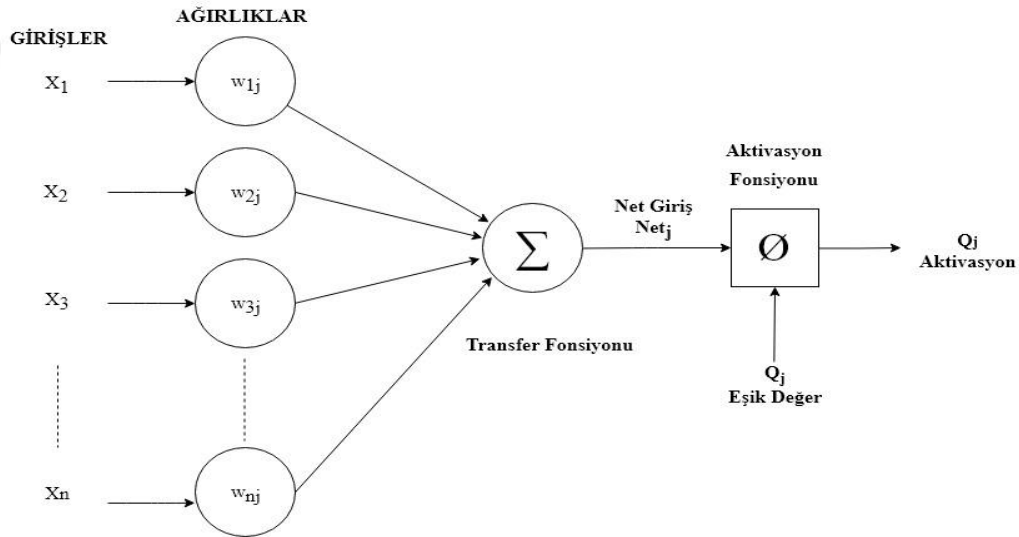 AĞIRLIKLAR
GİRİŞLER
X1
w1j
X2
w2j
X3
w3j
Xn
wnj
∑
Transfer Fonsiyonu
Net Giriş
Netj
Aktivasyon
Fonsiyonu
Ø
Qj
Eşik Değer
Qj
Aktivasyon